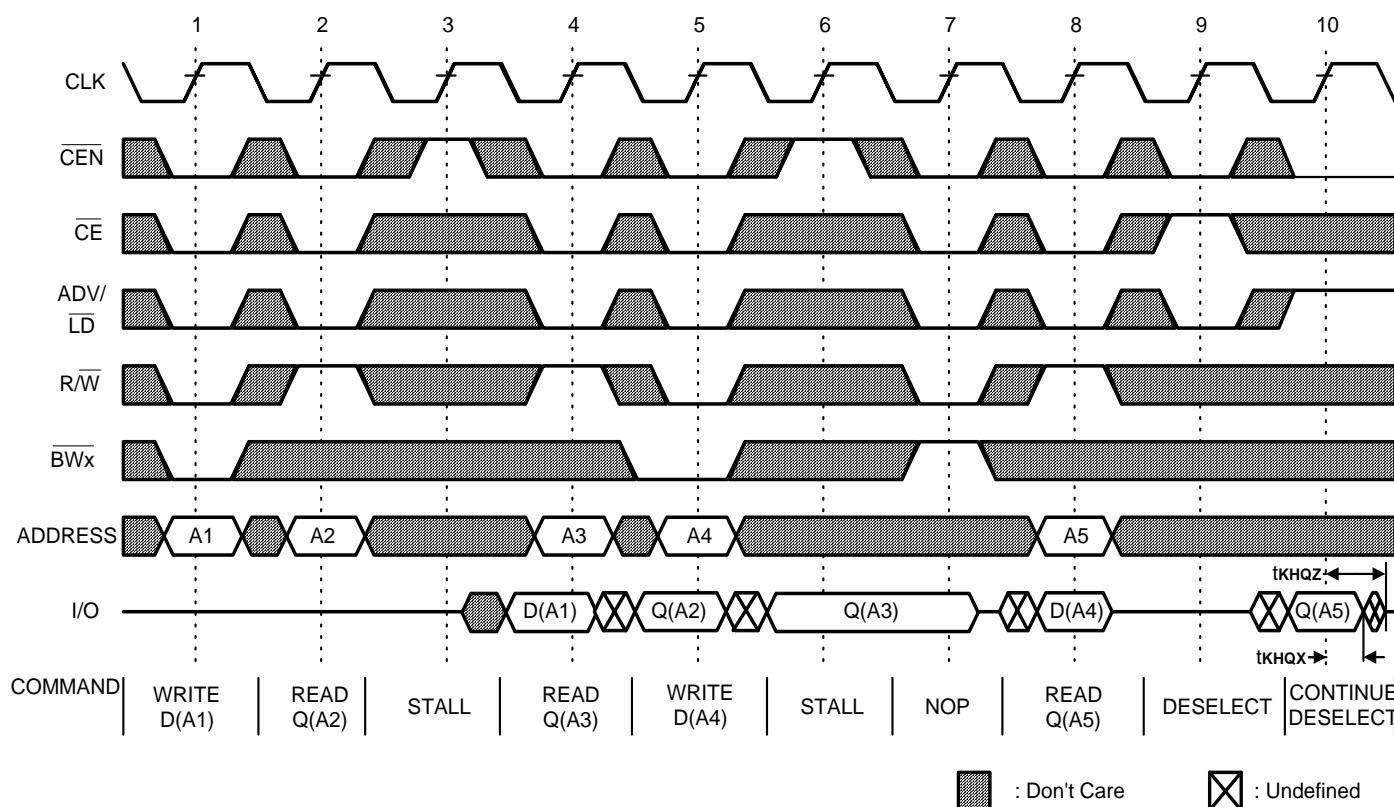 1 2 3 4 5 6 7 8 9 10
CLK
CEN
CE
ADV/
LD
R/W
BWx
ADDRESS A1 A2 A3 A4 A5
tKHQZ
I/O D(A1) Q(A2) Q(A3) D(A4) Q(A5)
tKHQX
COMMAND
WRITE
D(A1)
READ
Q(A2)
STALL
READ
Q(A3)
WRITE
D(A4)
STALL
NOP
READ
Q(A5)
DESELECT
CONTINUE
DESELECT
: Don't Care : Undefined